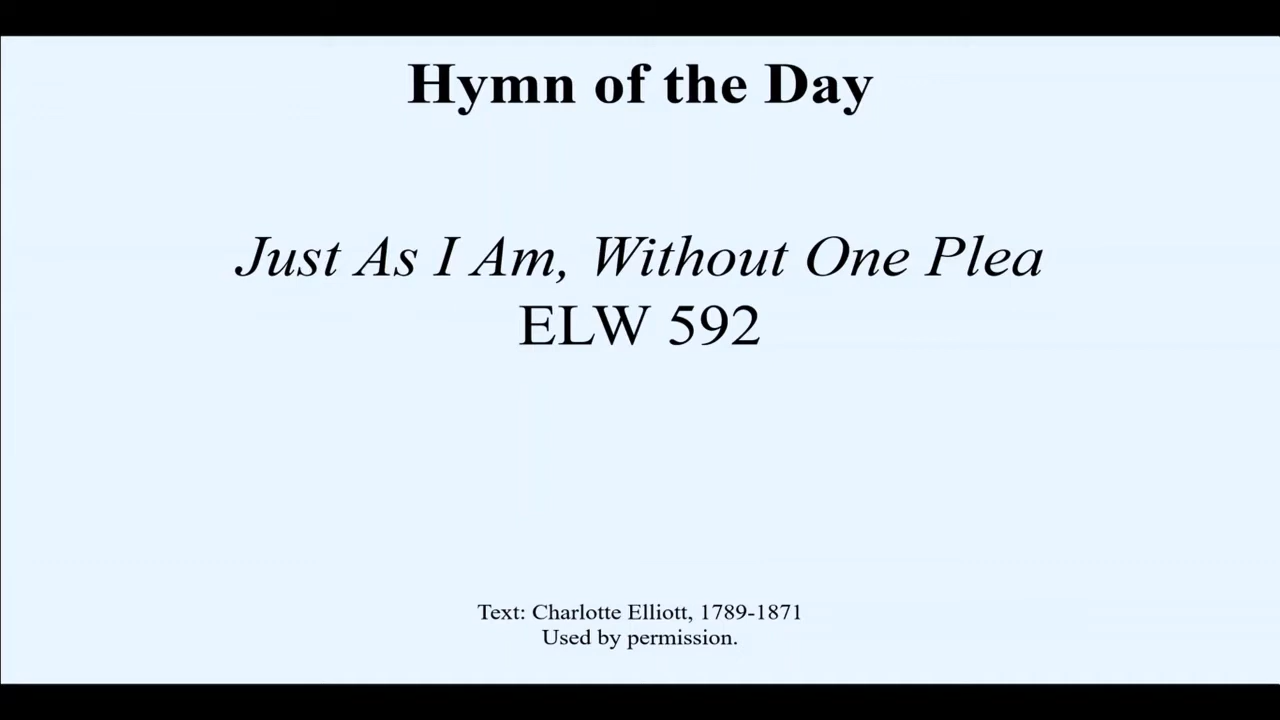 Hymn of the Day
Just As I Am, Without One Plea
ELW 592
Text: Charlotte Elliott, 1789-1871
Used by permission.